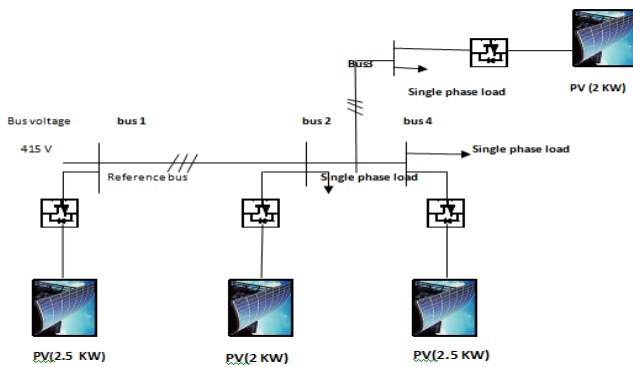 Bus3
Single phase load
PV (2 KW)
Bus voltage
bus 1
bus 2
bus 4
415 V
Single phase load
Reference bus
Single phase load
PV(2.5 KW)
PV(2 KW)
PV(2.5 KW)